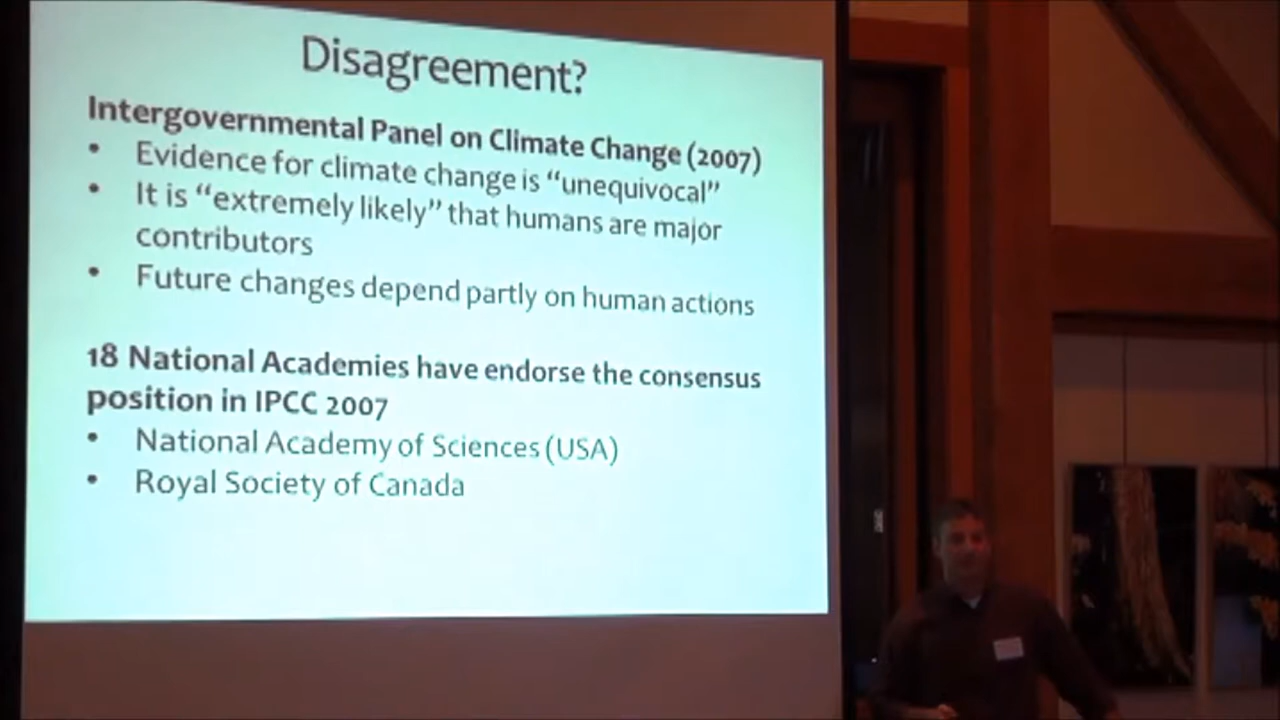 Disagreement?
Intergovernmental Panel on Climate Change (2007)
• Evidence for climate change is “unequivocal”
• It is “extremely likely” that humans are major
contributors
• Future changes depend partly on human actions
18 National Academies have endorse the consensus
position in IPCC 2007
• National Academy of Sciences (USA)
• Royal Society of Canada